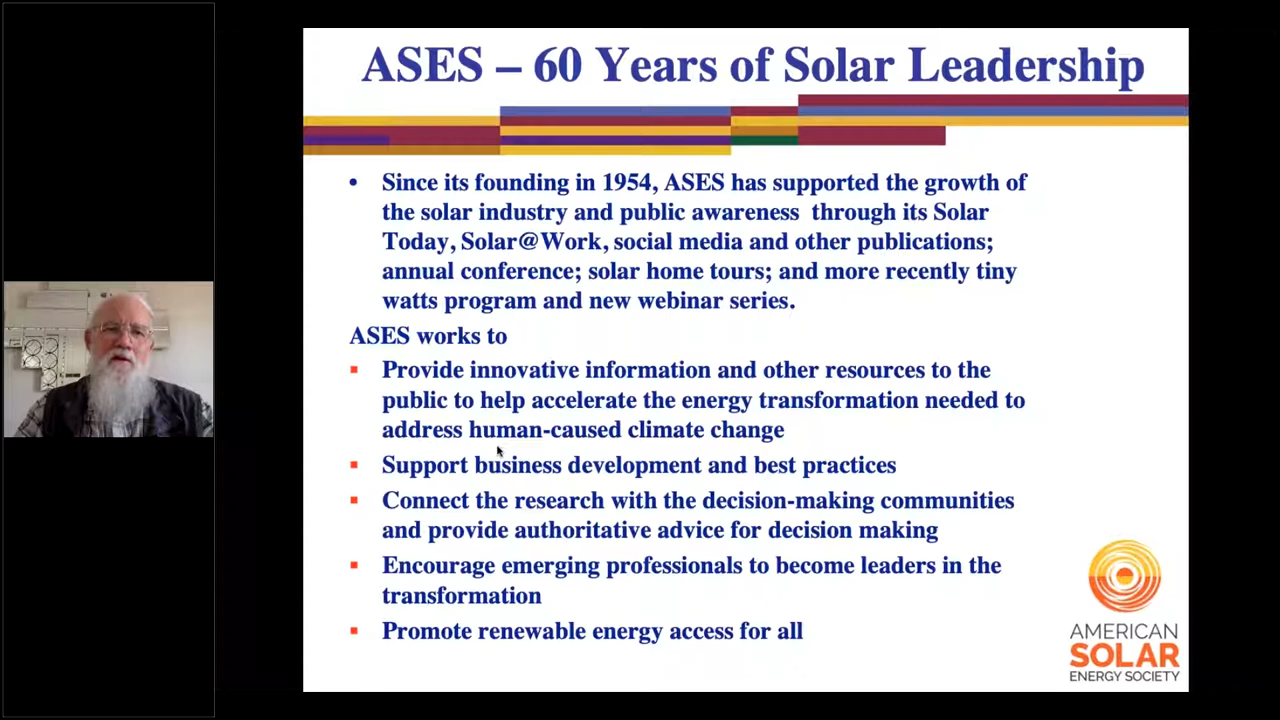 ASES – 60 Years of Solar Leadership
• Since its founding in 1954, ASES has supported the growth of
the solar industry and public awareness through its Solar
Today, Solar@Work, social media and other publications;
annual conference; solar home tours; and more recently tiny
watts program and new webinar series.
ASES works to
▪ Provide innovative information and other resources to the
public to help accelerate the energy transformation needed to
address human-caused climate change
▪ Support business development and best practices
▪ Connect the research with the decision-making communities
and provide authoritative advice for decision making
▪ Encourage emerging professionals to become leaders in the
transformation
▪ Promote renewable energy access for all
AMERICAN
SOLAR
ENERGY SOCIETY